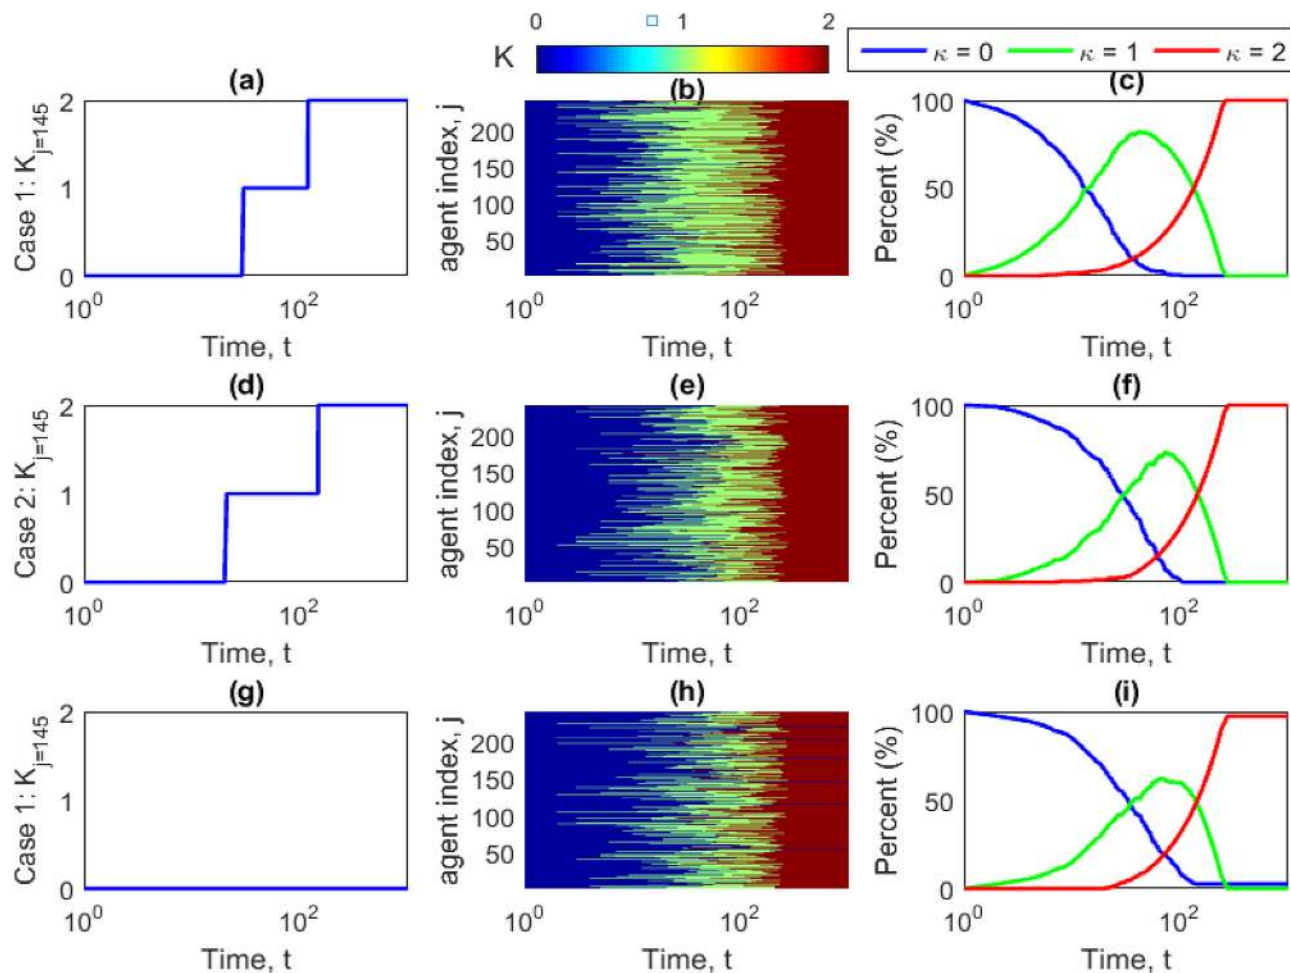 0 1 2
K
κ = 0 κ = 1 κ = 2
(a) (b) (c)
Case 1: K_{j=145}
2
1
0
10^0 10^2
Time, t
agent index, j
200
150
100
50
10^0 10^2
Time, t
Percent (%)
100
50
0
10^0 10^2
Time, t
(d) (e) (f)
Case 2: K_{j=145}
2
1
0
10^0 10^2
Time, t
agent index, j
200
150
100
50
10^0 10^2
Time, t
Percent (%)
100
50
0
10^0 10^2
Time, t
(g) (h) (i)
Case 1: K_{j=145}
2
1
0
10^0 10^2
Time, t
agent index, j
200
150
100
50
10^0 10^2
Time, t
Percent (%)
100
50
0
10^0 10^2
Time, t